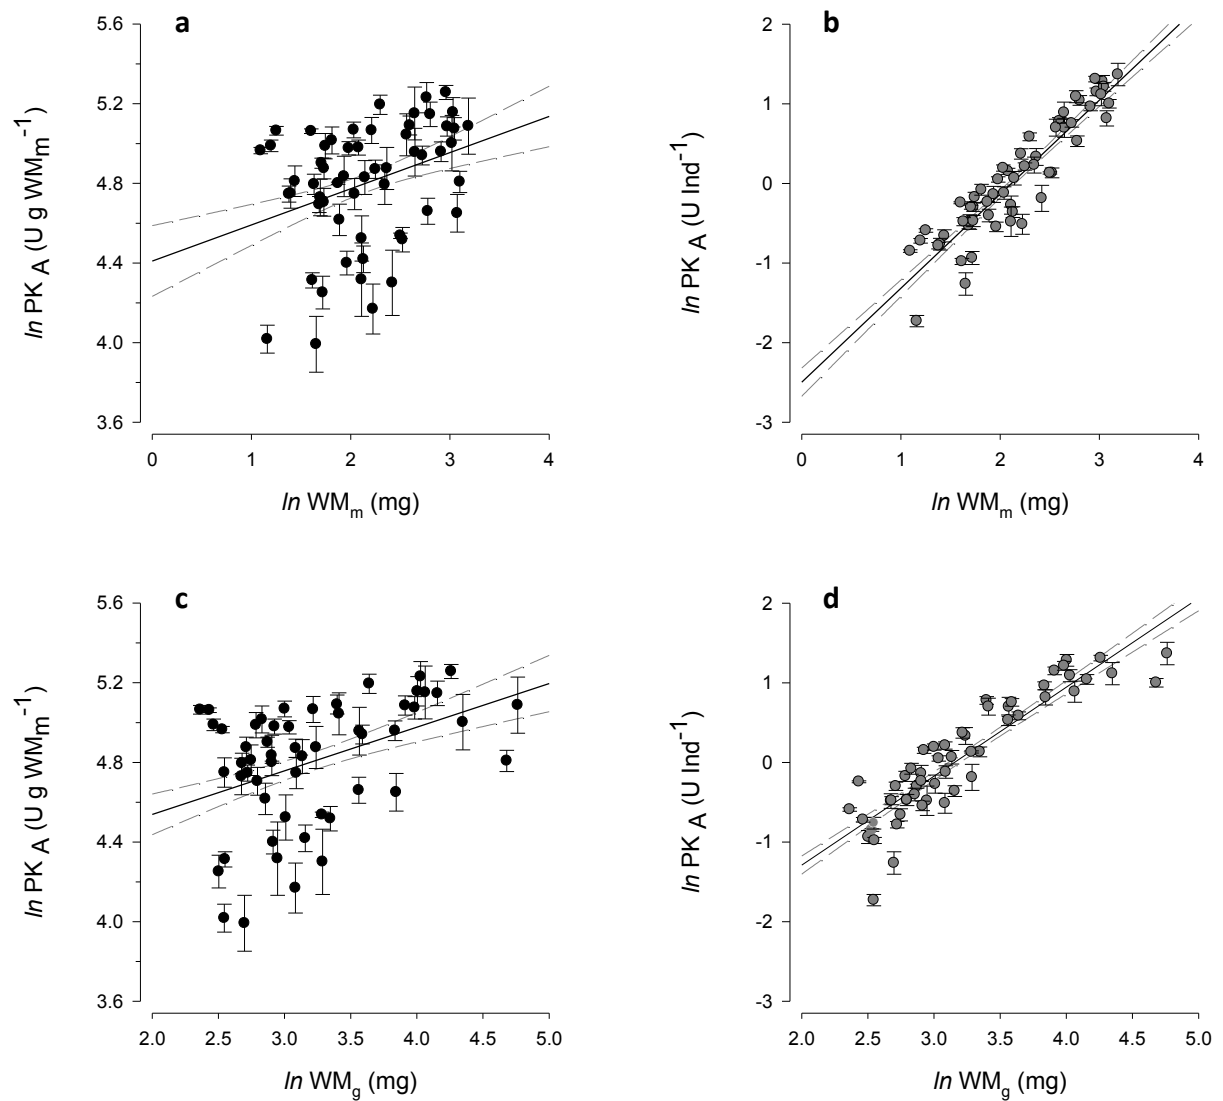 a
5.6
5.2
4.8
4.4
4.0
3.6
ln PK A (U g WMm⁻¹)
0 1 2 3 4
ln WMm (mg)
b
2
1
0
-1
-2
-3
ln PK A (U Ind⁻¹)
0 1 2 3 4
ln WMm (mg)
c
5.6
5.2
4.8
4.4
4.0
3.6
ln PK A (U g WMm⁻¹)
2.0 2.5 3.0 3.5 4.0 4.5 5.0
ln WMg (mg)
d
2
1
0
-1
-2
-3
ln PK A (U Ind⁻¹)
2.0 2.5 3.0 3.5 4.0 4.5 5.0
ln WMg (mg)